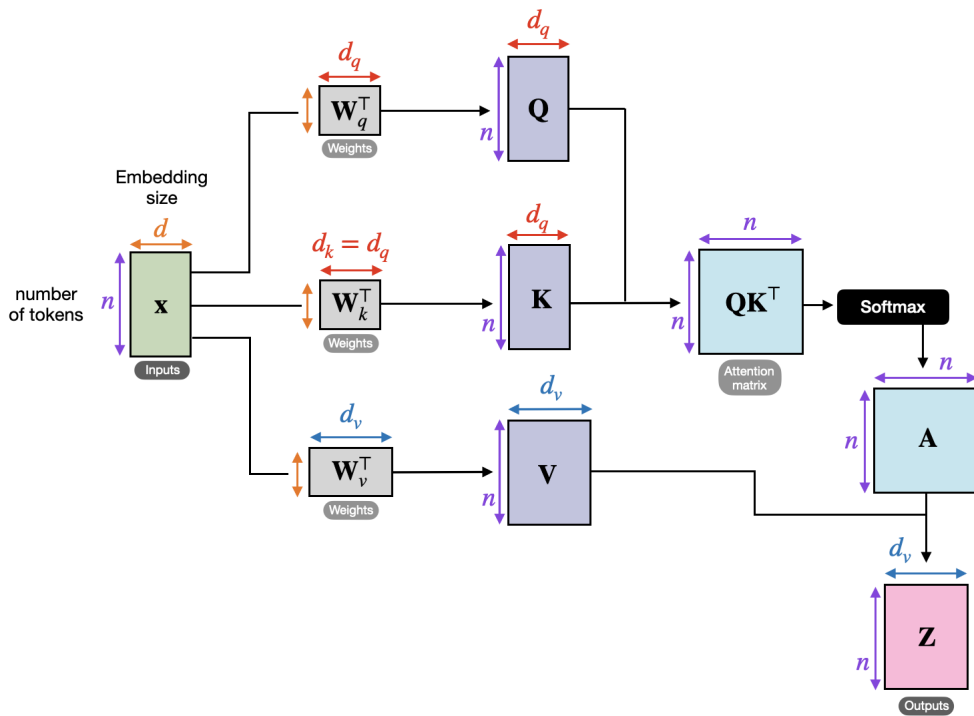 d_q
d_q
W_q^⊤
Q
Weights
n
Embedding
size
d
d_k = d_q
d_q
n
number
of tokens
n
x
W_k^⊤
K
n
QK^⊤
Softmax
n
n
Inputs
Weights
Attention
matrix
n
d_v
d_v
n
A
W_v^⊤
V
n
Weights
d_v
Z
n
Outputs